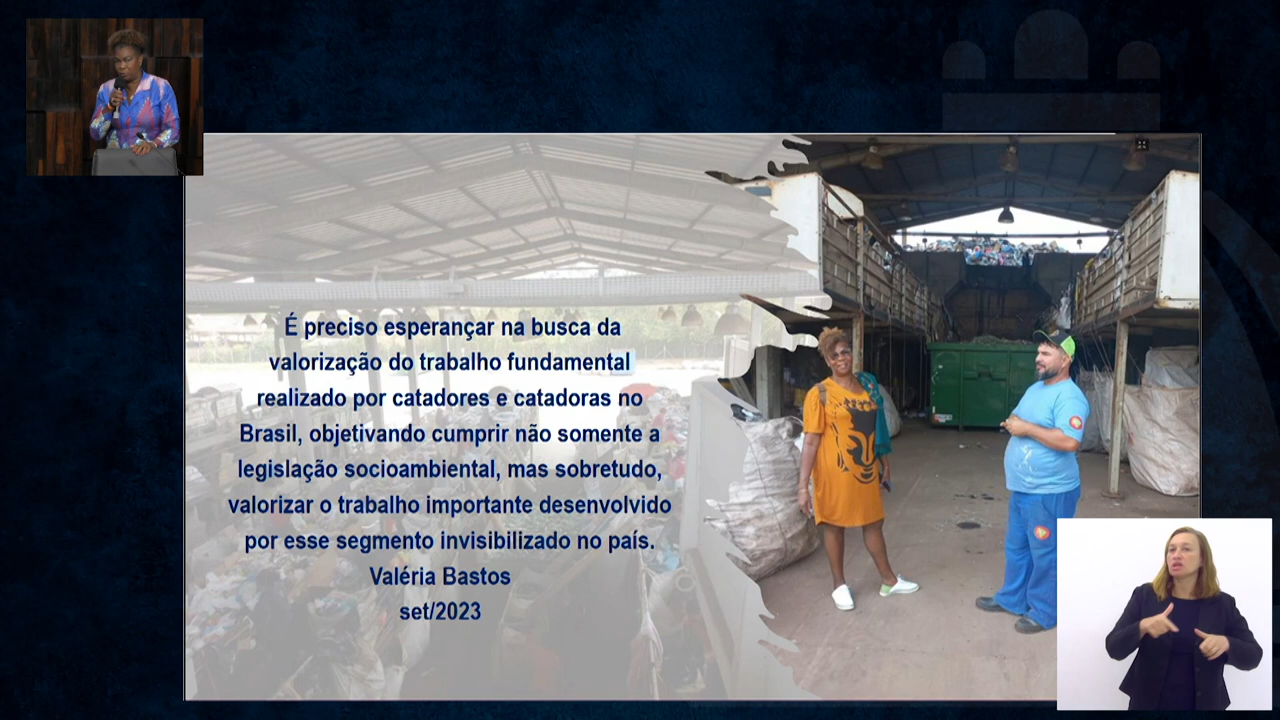 É preciso esperançar na busca da
valorização do trabalho fundamental
realizado por catadores e catadoras no
Brasil, objetivando cumprir não somente a
legislação socioambiental, mas sobretudo,
valorizar o trabalho importante desenvolvido
por esse segmento invisibilizado no país.
Valéria Bastos
set/2023